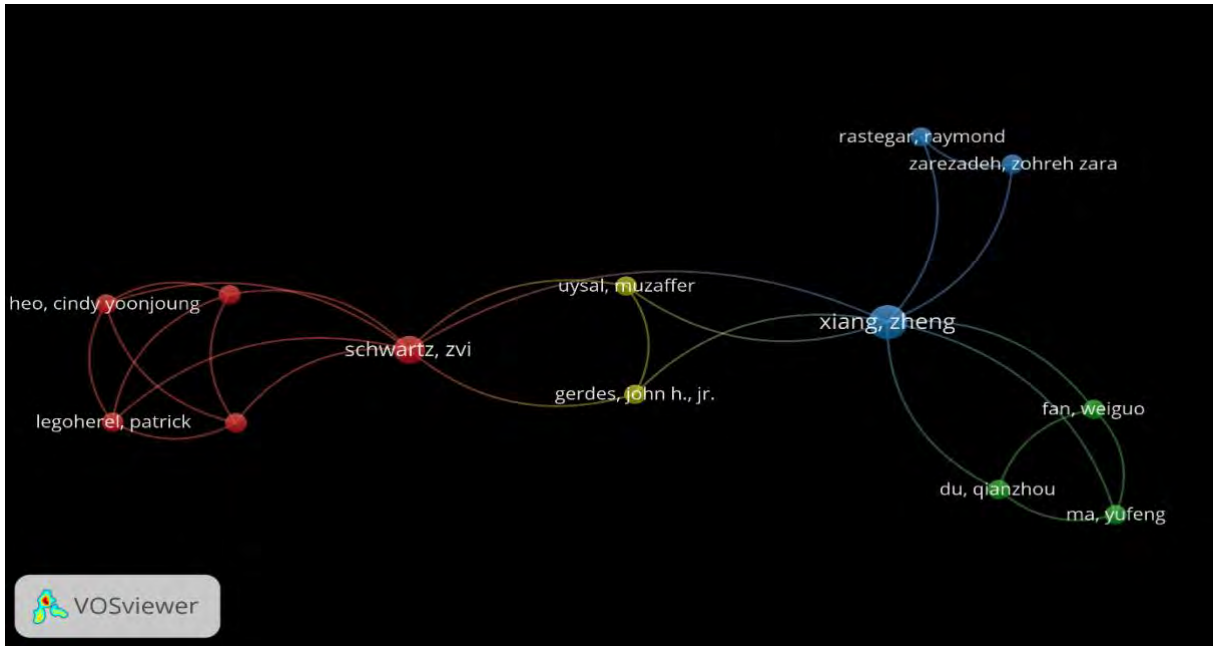 rastegar, raymond
zarezadeh, zohreh zara
uysal, muzaffer
heo, cindy yoonjoung
xiang, zheng
schwartz, zvi
gerdes, john h., jr.
fan, weiguo
legoherel, patrick
du, qianzhou
ma, yufeng
VOSviewer